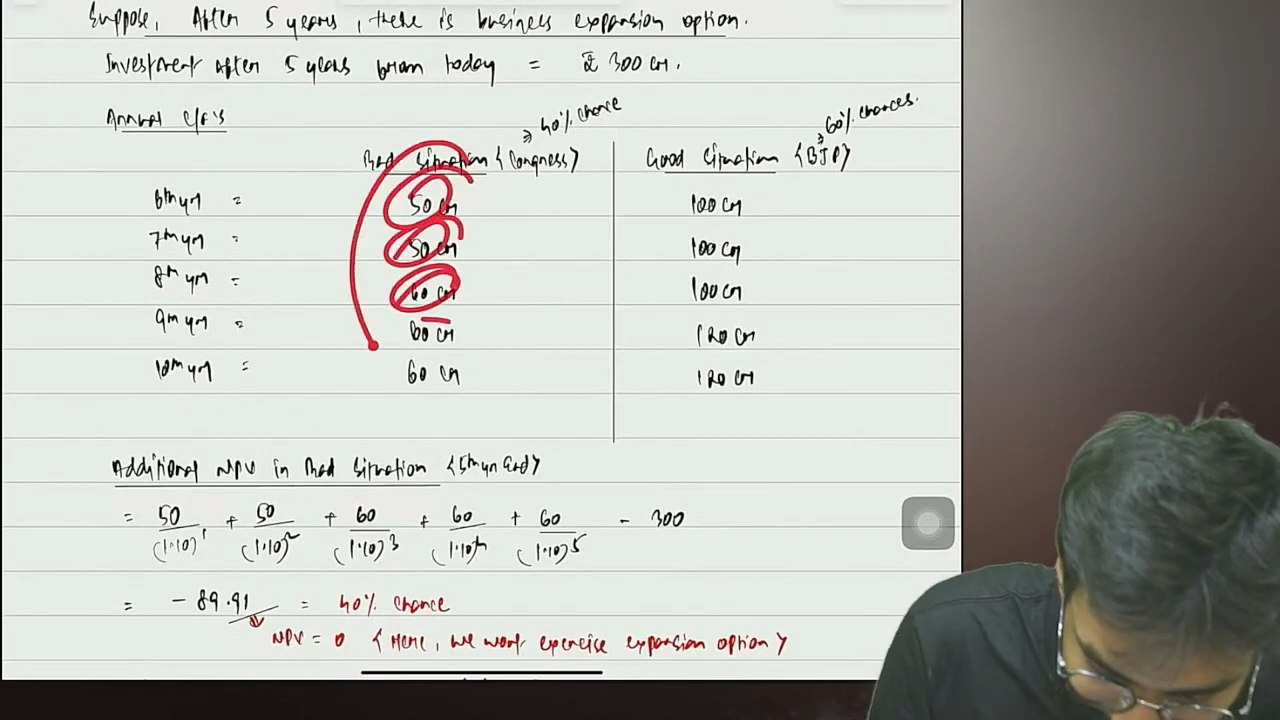 Suppose, After 5 years, there is business expansion option.
Investment after 5 years from today = ₹ 300 cr.
Annual C/F's
⇒ 40% chance
⇒ 60% chances.
Bad Situation {Congress}
Good Situation {BJP}
6th yr = 50 cr 100 cr
7th yr = 50 cr 100 cr
8th yr = 60 cr 100 cr
9th yr = 60 cr 120 cr
10th yr = 60 cr 120 cr
Additional NPV in Bad Situation {5th yr End}
= 50/(1.10)^1 + 50/(1.10)^2 + 60/(1.10)^3 + 60/(1.10)^4 + 60/(1.10)^5 - 300
= - 89.91 = 40% chance
NPV = 0 {Here, we won't exercise expansion option}